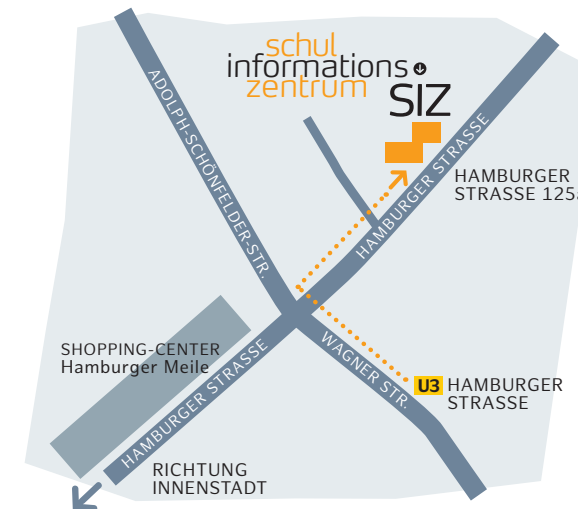 schul
informations
zentrum
SIZ
ADOLPH-SCHÖNFELDER-STR.
HAMBURGER STRASSE
HAMBURGER
STRASSE 125a
SHOPPING-CENTER
Hamburger Meile
HAMBURGER STRASSE
WAGNER STR.
U3 HAMBURGER
STRASSE
RICHTUNG
INNENSTADT